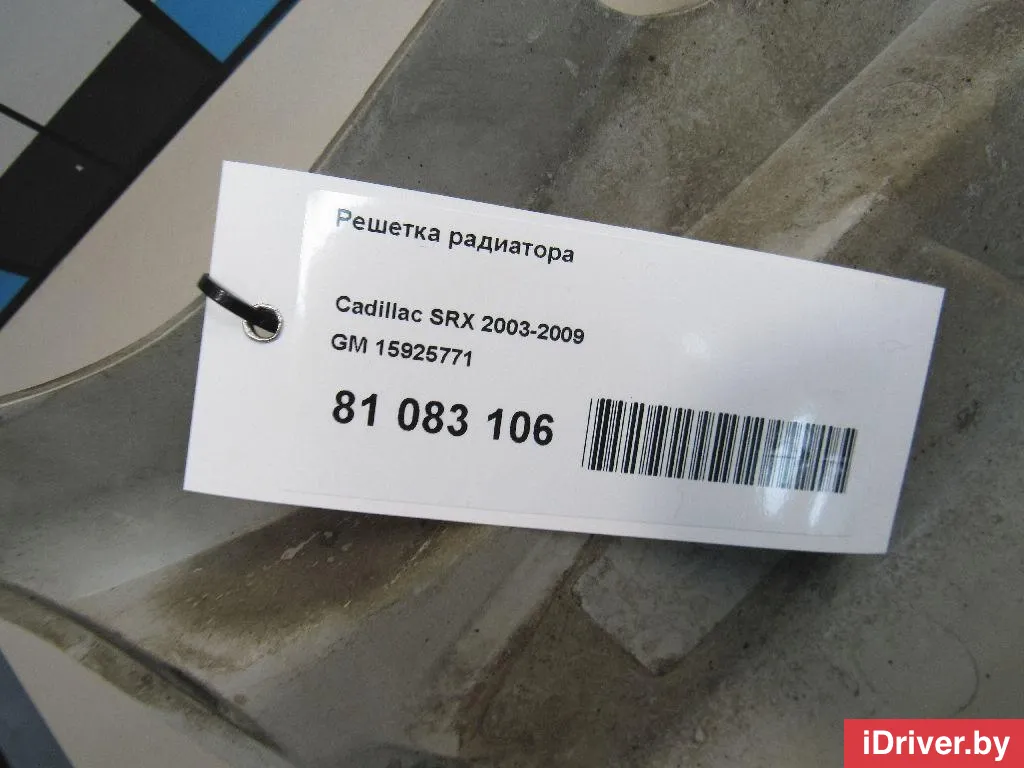 Решетка радиатора
Cadillac SRX 2003-2009
GM 15925771
81 083 106
iDriver.by